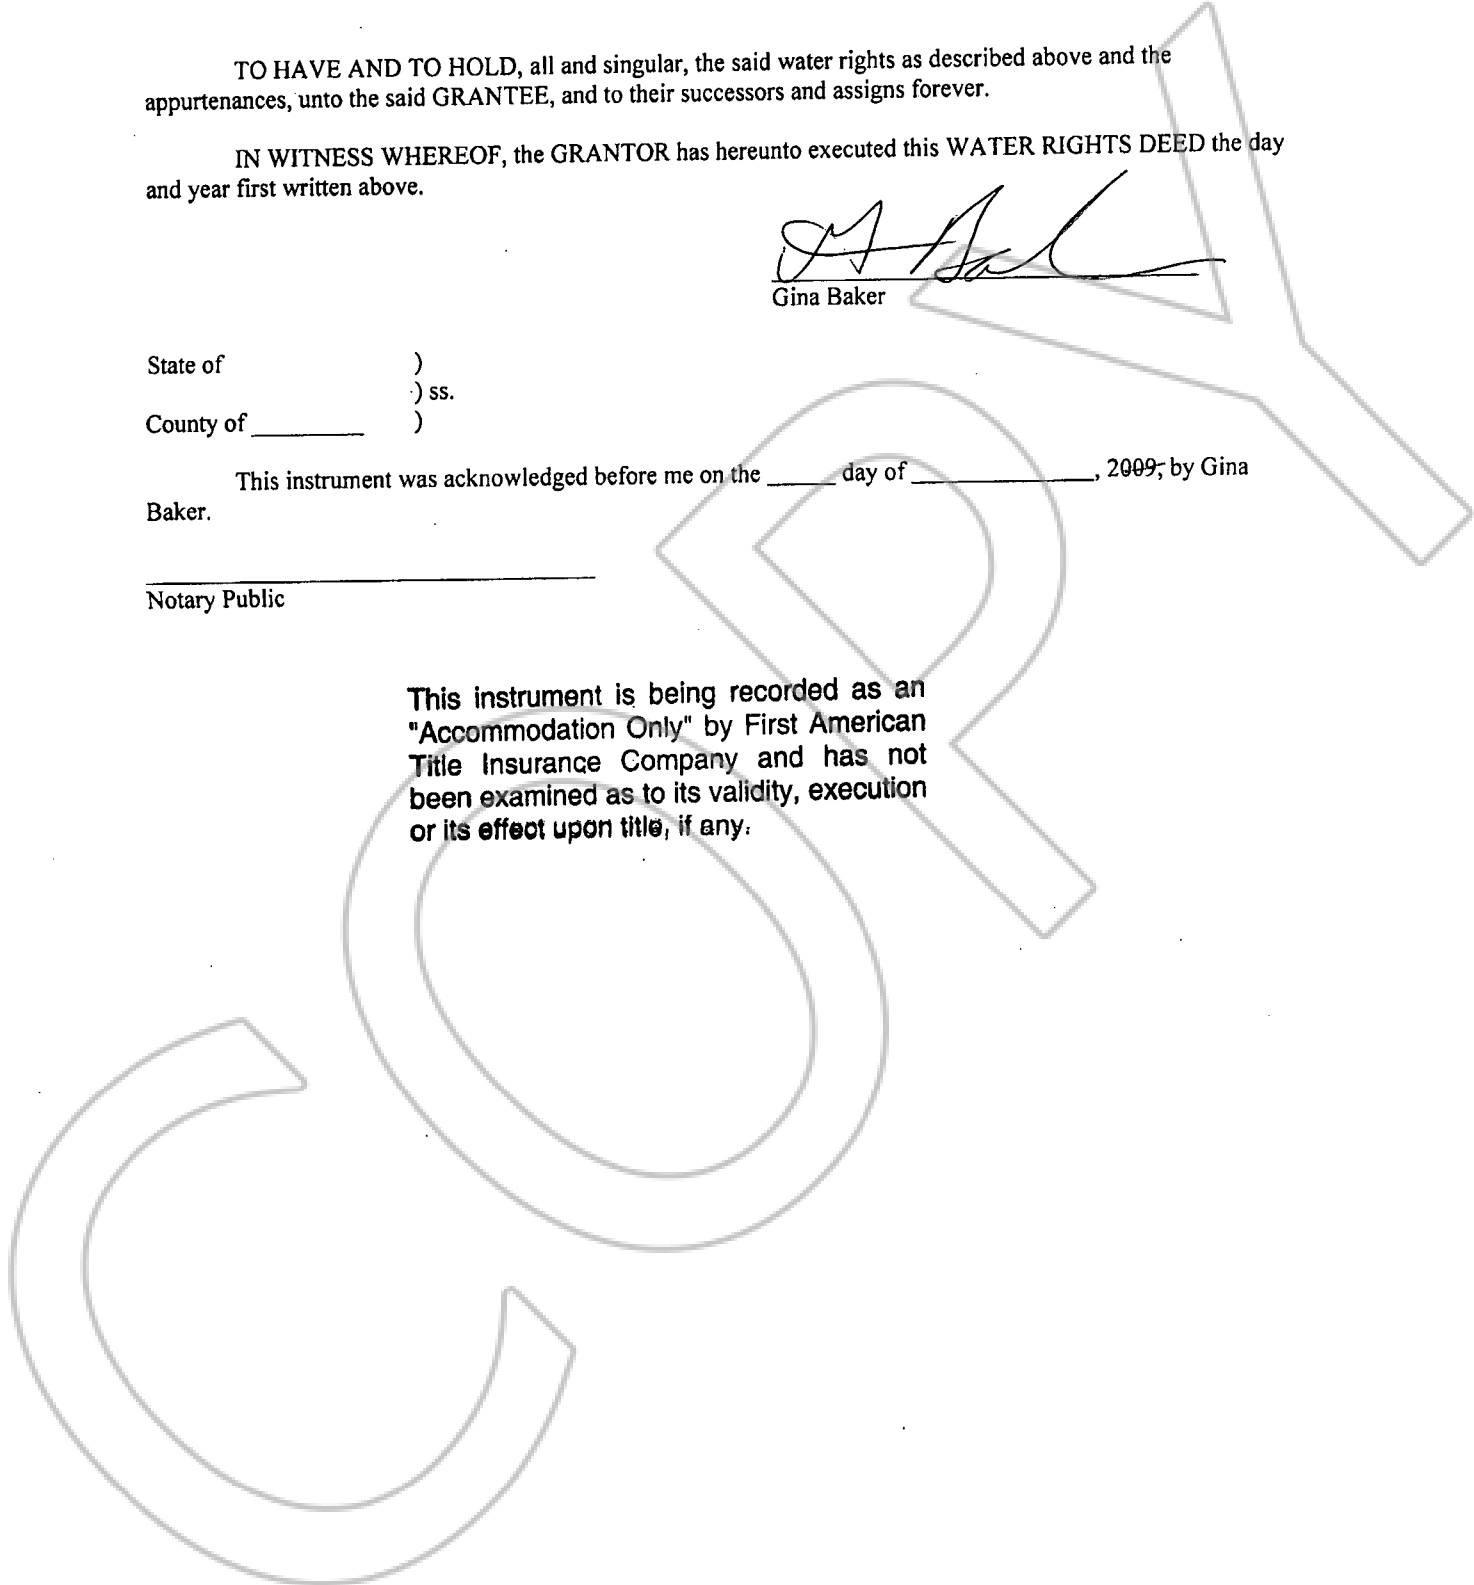 TO HAVE AND TO HOLD, all and singular, the said water rights as described above and the
appurtenances, unto the said GRANTEE, and to their successors and assigns forever.
IN WITNESS WHEREOF, the GRANTOR has hereunto executed this WATER RIGHTS DEED the day
and year first written above.
Gina Baker
State of )
) ss.
County of ________ )
This instrument was acknowledged before me on the _____ day of ______________, 2009, by Gina
Baker.
Notary Public
This instrument is being recorded as an
"Accommodation Only" by First American
Title Insurance Company and has not
been examined as to its validity, execution
or its effect upon title, if any.
COPY